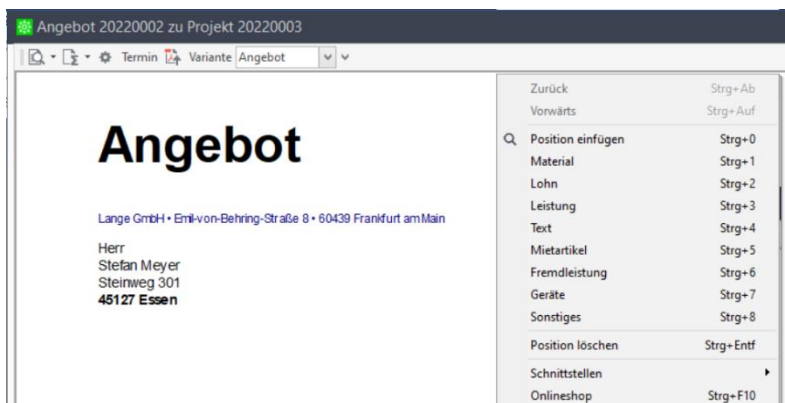 Angebot 20220002 zu Projekt 20220003
Termin Variante Angebot
Angebot
Lange GmbH • Emil-von-Behring-Straße 8 • 60439 Frankfurt am Main
Herr
Stefan Meyer
Steinweg 301
45127 Essen
Zurück Strg+Ab
Vorwärts Strg+Auf
Position einfügen Strg+0
Material Strg+1
Lohn Strg+2
Leistung Strg+3
Text Strg+4
Mietartikel Strg+5
Fremdleistung Strg+6
Geräte Strg+7
Sonstiges Strg+8
Position löschen Strg+Entf
Schnittstellen
Onlineshop Strg+F10